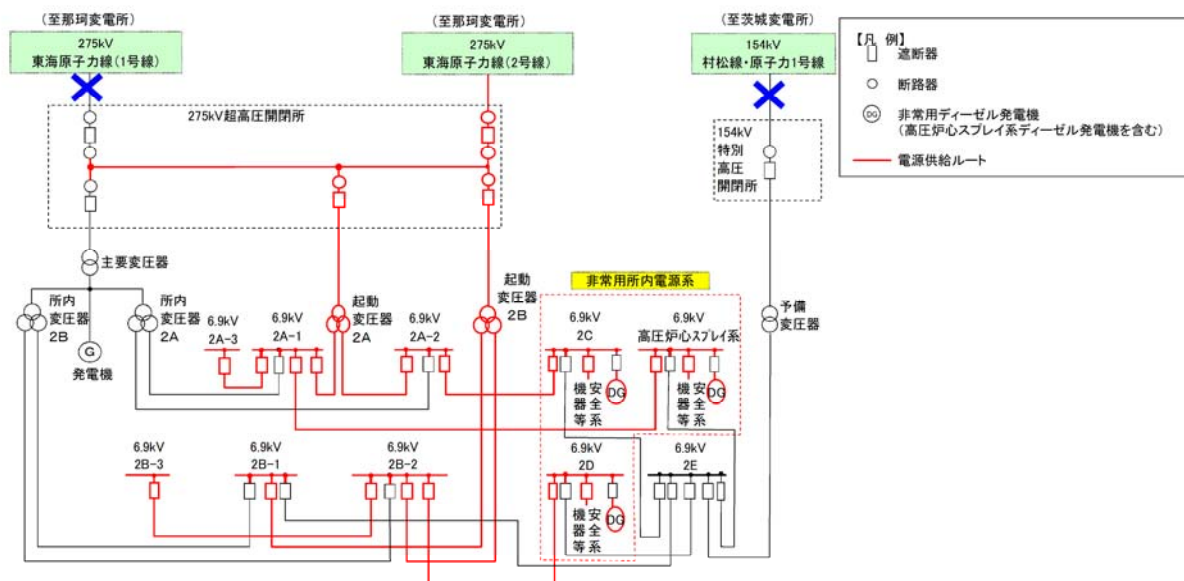 (至那珂変電所)
275kV
東海原子力線(1号線)
(至那珂変電所)
275kV
東海原子力線(2号線)
(至茨城変電所)
154kV
村松線・原子力1号線
【凡 例】
遮断器
断路器
DG
非常用ディーゼル発電機
(高圧炉心スプレイ系ディーゼル発電機を含む)
電源供給ルート
275kV超高圧開閉所
154kV
特別
高圧
開閉所
主要変圧器
所内
変圧器
2B
所内
変圧器
2A
G
発電機
6.9kV
2A-3
6.9kV
2A-1
起動
変圧器
2A
6.9kV
2A-2
起動
変圧器
2B
非常用所内電源系
6.9kV
2C
安全系
機器等
DG
6.9kV
高圧炉心スプレイ系
安全系
機器等
DG
予備
変圧器
6.9kV
2B-3
6.9kV
2B-1
6.9kV
2B-2
6.9kV
2D
安全系
機器等
DG
6.9kV
2E